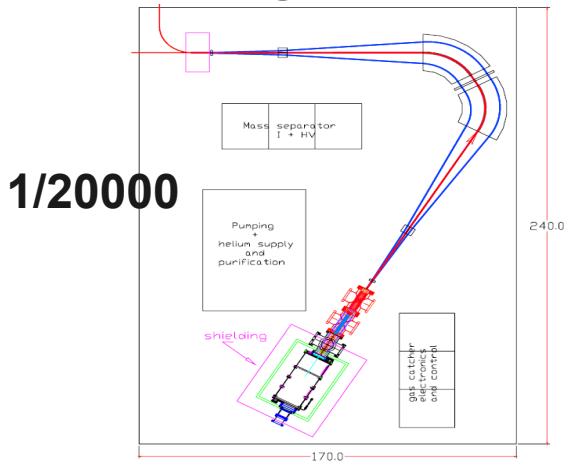 Mass separator
I + HV
1/20000
Pumping
+
helium supply
and
purification
240.0
shielding
gas catcher
electronics
and control
170.0